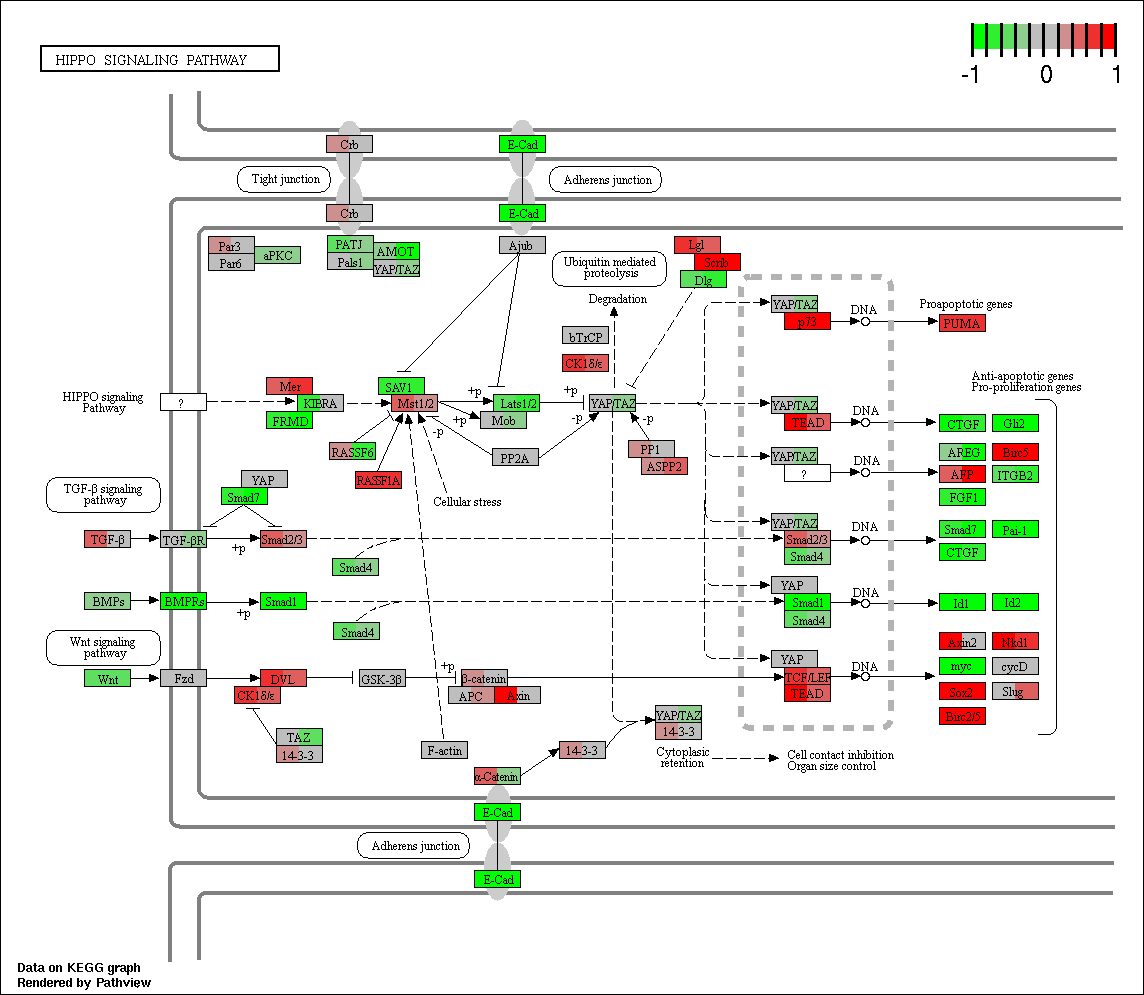 HIPPO SIGNALING PATHWAY
-1 0 1
Crb
E-Cad
Tight junction
Adherens junction
Crb
E-Cad
Par3
Par6
aPKC
PATJ
Pals1
AMOT
YAP/TAZ
Ajub
Ubiquitin mediated
proteolysis
Lgl
Scrib
Dlg
Degradation
bTrCP
CK1δ/ε
YAP/TAZ
p73
DNA
Proapoptotic genes
PUMA
HIPPO signaling
Pathway
?
Mer
KIBRA
FRMD
SAV1
Mst1/2
+p
Lats1/2
Mob
+p
-p
YAP/TAZ
-p
-p
RASSF6
RASSF1A
PP2A
PP1
ASPP2
Cellular stress
YAP/TAZ
TEAD
DNA
Anti-apoptotic genes
Pro-proliferation genes
CTGF
Gli2
YAP/TAZ
?
DNA
AREG
Birc5
AFP
ITGB2
FGF1
TGF-β signaling
pathway
YAP
Smad7
TGF-β
TGF-βR
+p
Smad2/3
Smad4
YAP/TAZ
Smad2/3
Smad4
DNA
Smad7
Pai-1
CTGF
BMPs
BMPRs
+p
Smad1
Smad4
YAP
Smad1
Smad4
DNA
Id1
Id2
Wnt signaling
pathway
Wnt
Fzd
DVL
CK1δ/ε
GSK-3β
+p
β-catenin
APC
Axin
YAP
TCF/LEF
TEAD
DNA
Axin2
Nkd1
myc
cycD
Sox2
Slug
Birc2/5
TAZ
14-3-3
F-actin
14-3-3
YAP/TAZ
14-3-3
Cytoplasic
retention
Cell contact inhibition
Organ size control
α-Catenin
E-Cad
Adherens junction
E-Cad
Data on KEGG graph
Rendered by Pathview